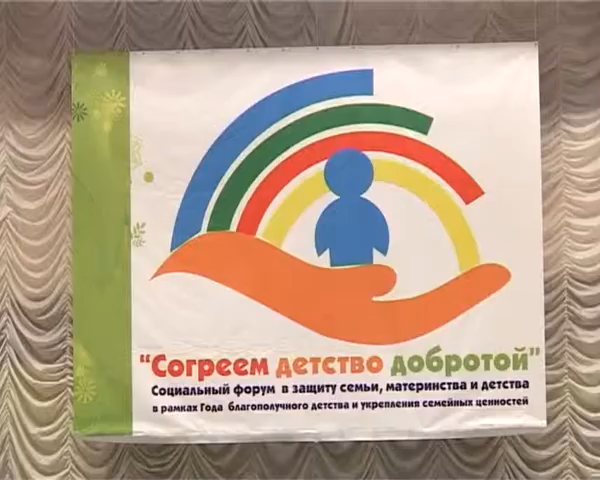 "Согреем детство добротой"
Социальный форум в защиту семьи, материнства и детства
в рамках Года благополучного детства и укрепления семейных ценностей